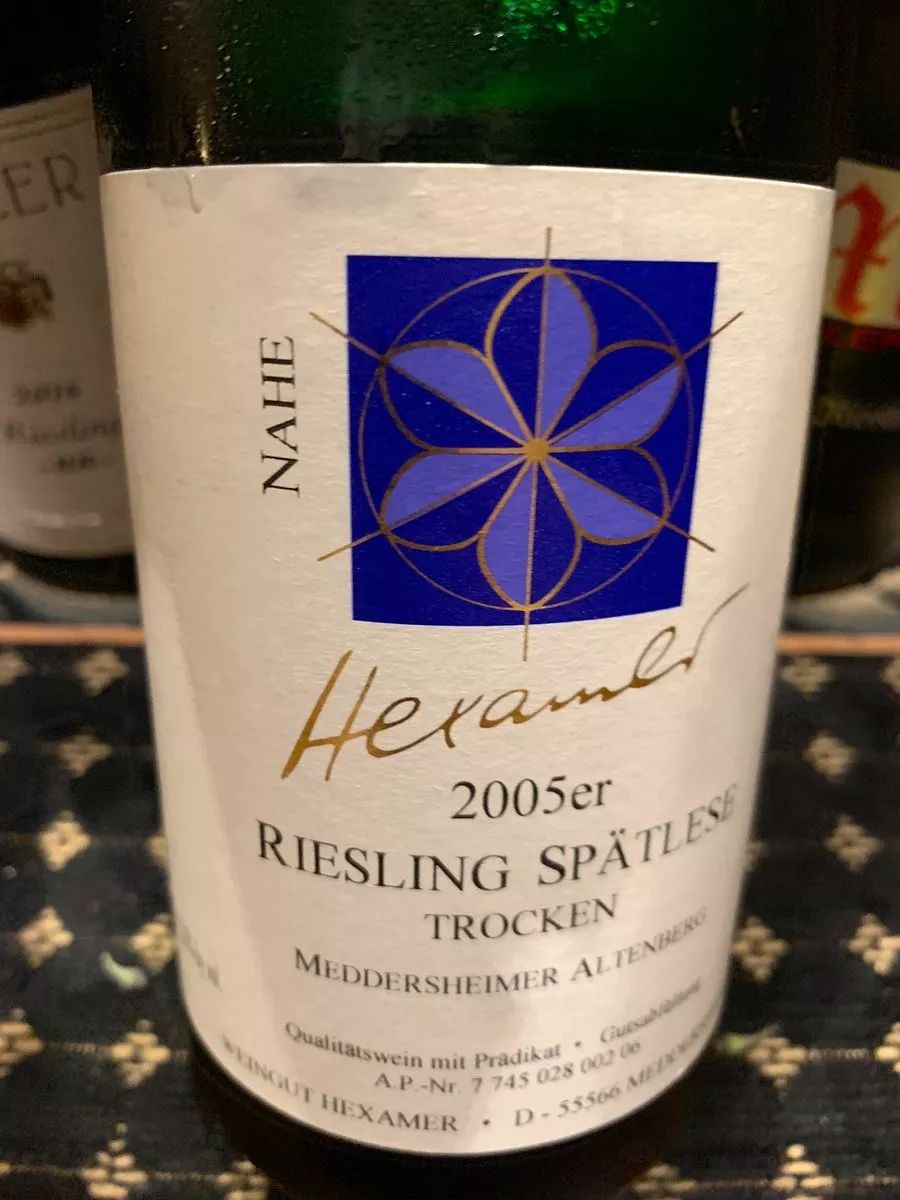 NAHE
Hexamer
2005er
RIESLING SPÄTLESE
TROCKEN
MEDDERSHEIMER ALTENBERG
Qualitätswein mit Prädikat • Gutsabfüllung
A.P.-Nr. 7 745 028 002 06
WEINGUT HEXAMER • D - 55566
Riesling